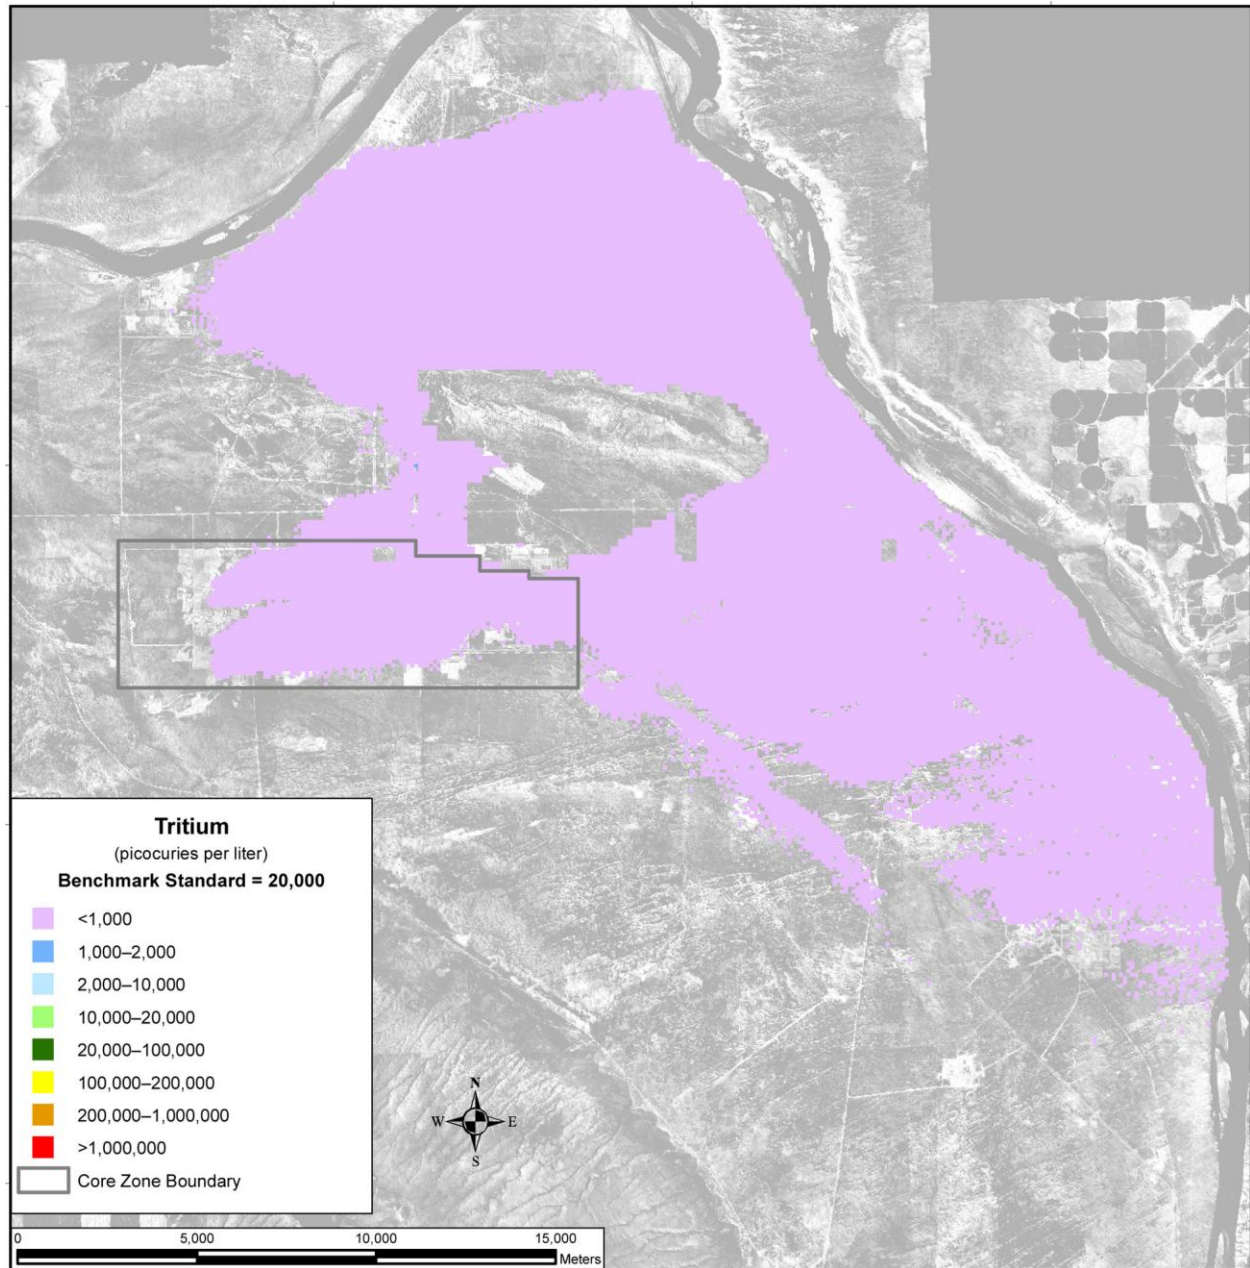 Tritium
(picocuries per liter)
Benchmark Standard = 20,000
<1,000
1,000–2,000
2,000–10,000
10,000–20,000
20,000–100,000
100,000–200,000
200,000–1,000,000
>1,000,000
Core Zone Boundary
N
W E
S
0 5,000 10,000 15,000
Meters